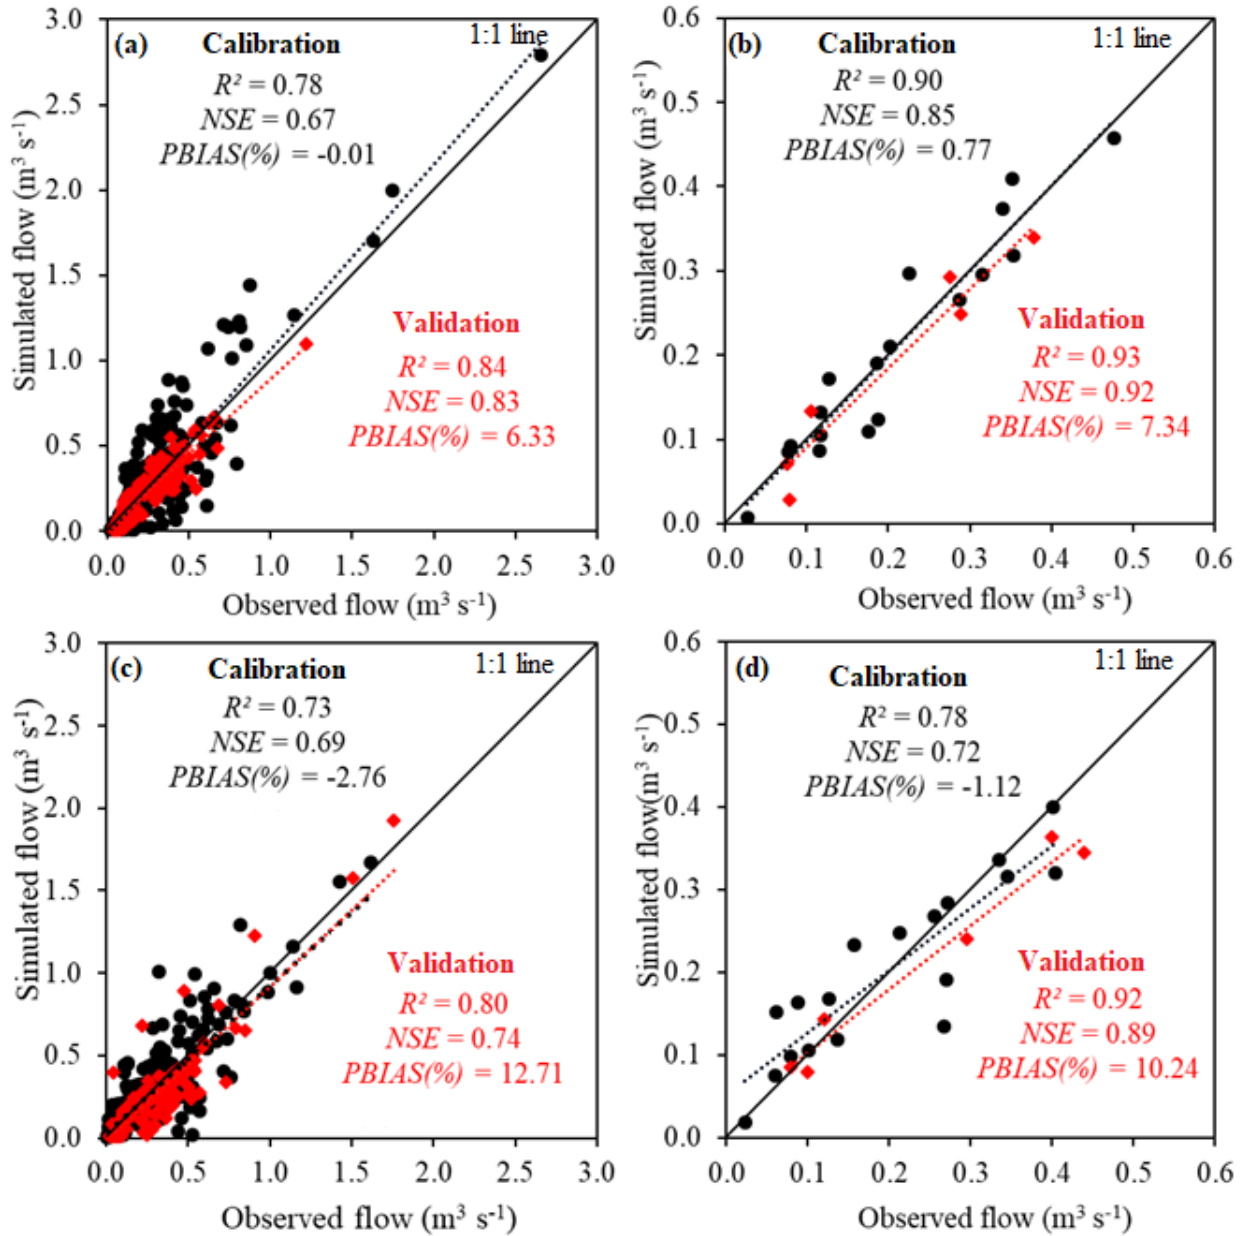 (a)
Calibration
1:1 line
R² = 0.78
NSE = 0.67
PBIAS(%) = -0.01
Validation
R² = 0.84
NSE = 0.83
PBIAS(%) = 6.33
Simulated flow (m³ s⁻¹)
3.0
2.5
2.0
1.5
1.0
0.5
0.0
0.0 0.5 1.0 1.5 2.0 2.5 3.0
Observed flow (m³ s⁻¹)
(b)
Calibration
1:1 line
R² = 0.90
NSE = 0.85
PBIAS(%) = 0.77
Validation
R² = 0.93
NSE = 0.92
PBIAS(%) = 7.34
Simulated flow (m³ s⁻¹)
0.6
0.5
0.4
0.3
0.2
0.1
0.0
0.0 0.1 0.2 0.3 0.4 0.5 0.6
Observed flow (m³ s⁻¹)
(c)
Calibration
1:1 line
R² = 0.73
NSE = 0.69
PBIAS(%) = -2.76
Validation
R² = 0.80
NSE = 0.74
PBIAS(%) = 12.71
Simulated flow (m³ s⁻¹)
3.0
2.5
2.0
1.5
1.0
0.5
0.0
0.0 0.5 1.0 1.5 2.0 2.5 3.0
Observed flow (m³ s⁻¹)
(d)
Calibration
1:1 line
R² = 0.78
NSE = 0.72
PBIAS(%) = -1.12
Validation
R² = 0.92
NSE = 0.89
PBIAS(%) = 10.24
Simulated flow(m³ s⁻¹)
0.6
0.5
0.4
0.3
0.2
0.1
0.0
0.0 0.1 0.2 0.3 0.4 0.5 0.6
Observed flow (m³ s⁻¹)